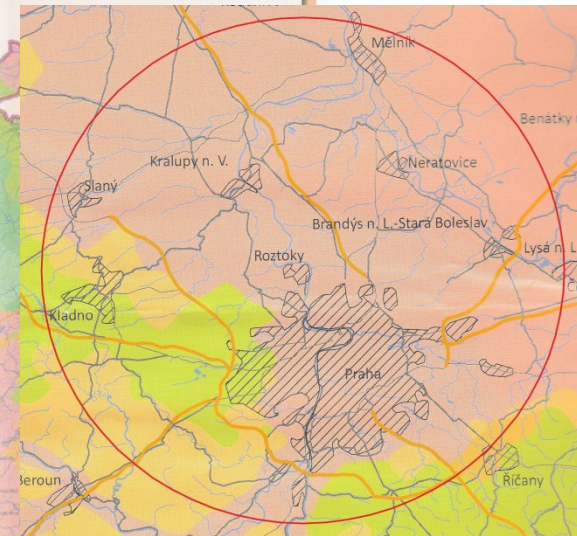 Mělník
Benátky
Kralupy n. V.
Neratovice
Slaný
Brandýs n. L.-Stará Boleslav
Lysá n. L.
Roztoky
Kladno
Praha
Říčany
Beroun